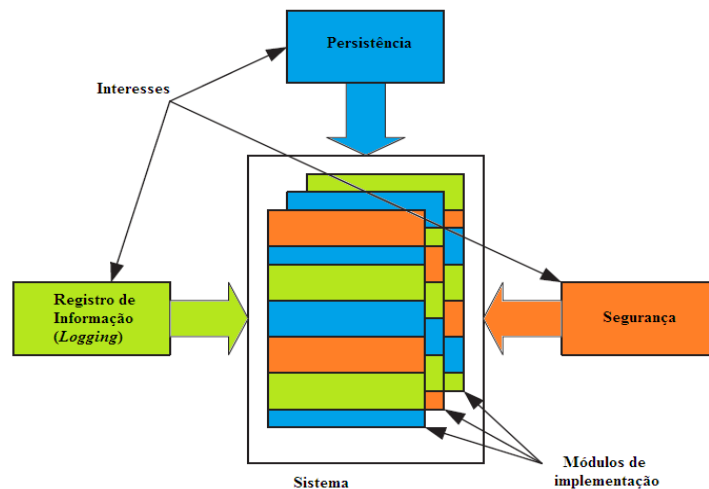 Persistência
Interesses
Registro de
Informação
(Logging)
Segurança
Módulos de
implementação
Sistema